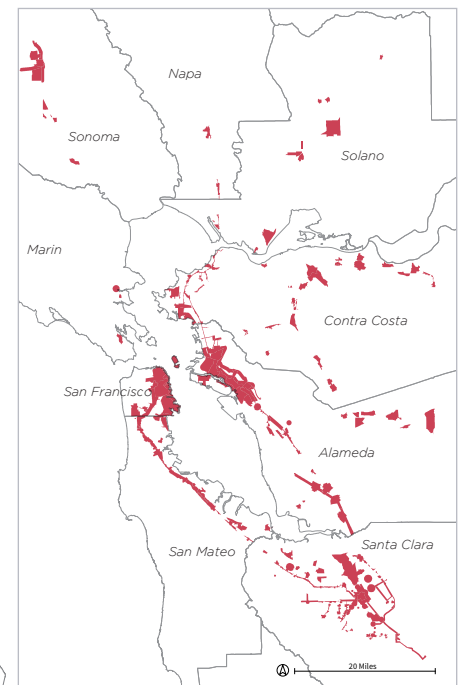 Napa
Sonoma
Solano
Marin
Contra Costa
San Francisco
Alameda
San Mateo
Santa Clara
20 Miles